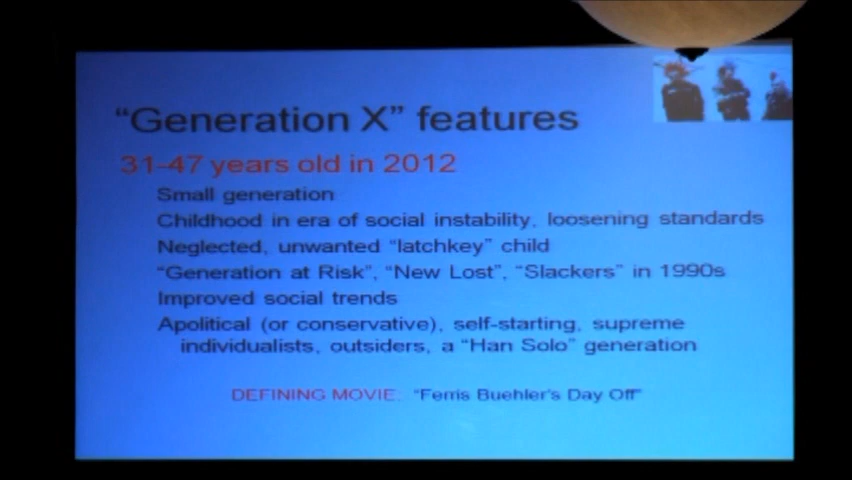 “Generation X” features
31-47 years old in 2012
Small generation
Childhood in era of social instability, loosening standards
Neglected, unwanted “latchkey” child
“Generation at Risk”, “New Lost”, “Slackers” in 1990s
Improved social trends
Apolitical (or conservative), self-starting, supreme
individualists, outsiders, a “Han Solo” generation
DEFINING MOVIE: “Ferris Buehler’s Day Off”